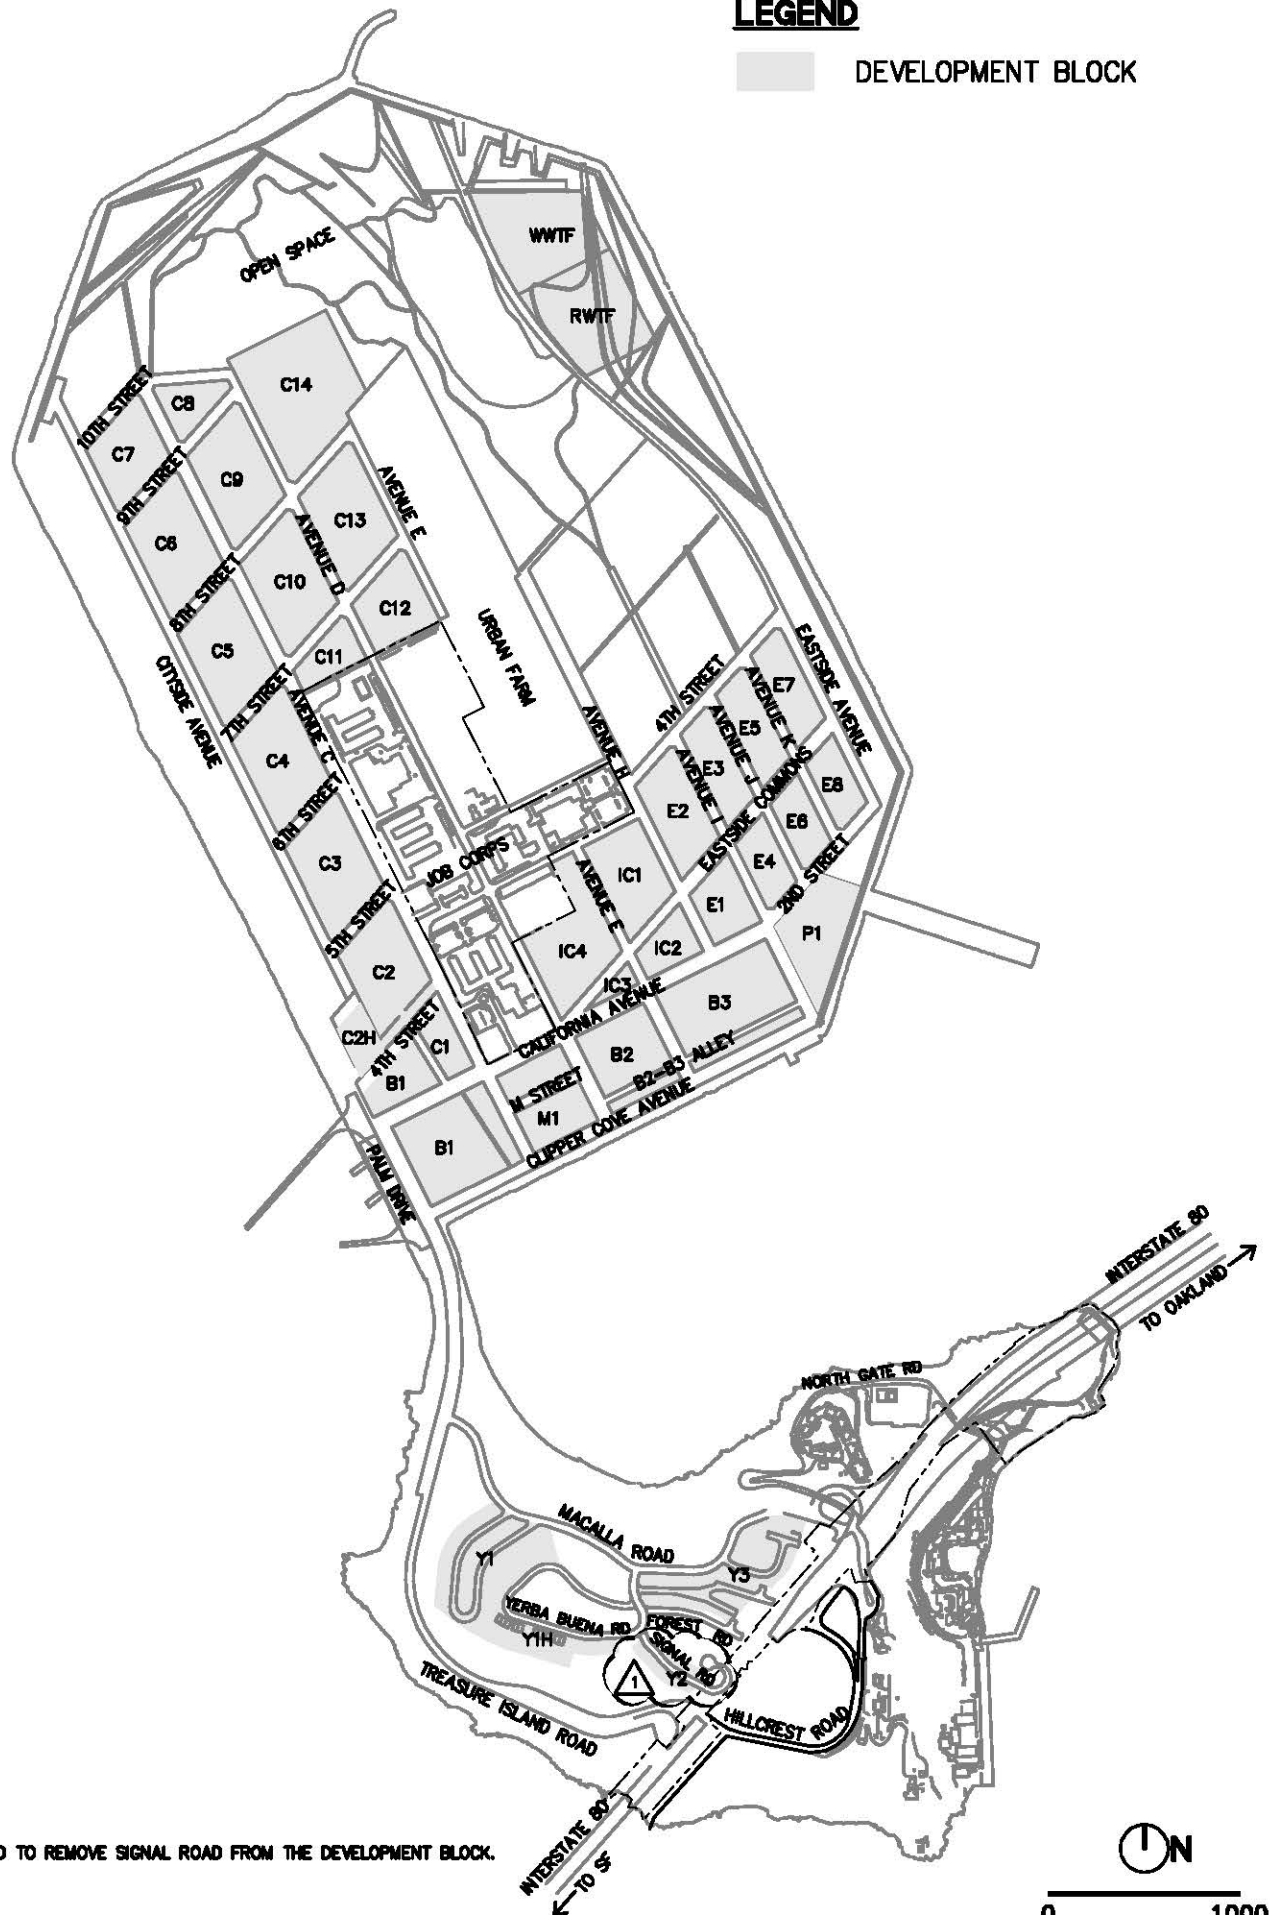 LEGEND
DEVELOPMENT BLOCK
WWTF
OPEN SPACE
RWTF
C14
10TH STREET
C8
C7
9TH STREET
C9
AVENUE E
C13
C6
AVENUE D
8TH STREET
C10
C12
C5
C11
URBAN FARM
7TH STREET
CITYSIDE AVENUE
AVENUE C
4TH STREET
EASTSIDE AVENUE
E7
AVENUE K
E5
AVENUE J
AVENUE H
C4
E3
AVENUE I
EASTSIDE COMMONS
E8
6TH STREET
E2
E6
C3
JOB CORPS
E4
2ND STREET
IC1
AVENUE E
E1
5TH STREET
P1
IC4
IC2
C2
IC3
B3
CALIFORNIA AVENUE
C2H
4TH STREET
C1
B2
B2-B3 ALLEY
B1
M STREET
M1
CLIPPER COVE AVENUE
B1
PALM DRIVE
INTERSTATE 80
TO OAKLAND
NORTH GATE RD
MACALLA ROAD
Y1
Y3
YERBA BUENA RD
FOREST RD
Y1H
SIGNAL RD
1
Y2
TREASURE ISLAND ROAD
HILLCREST ROAD
INTERSTATE 80
TO SF
TO REMOVE SIGNAL ROAD FROM THE DEVELOPMENT BLOCK.
N
0 1000